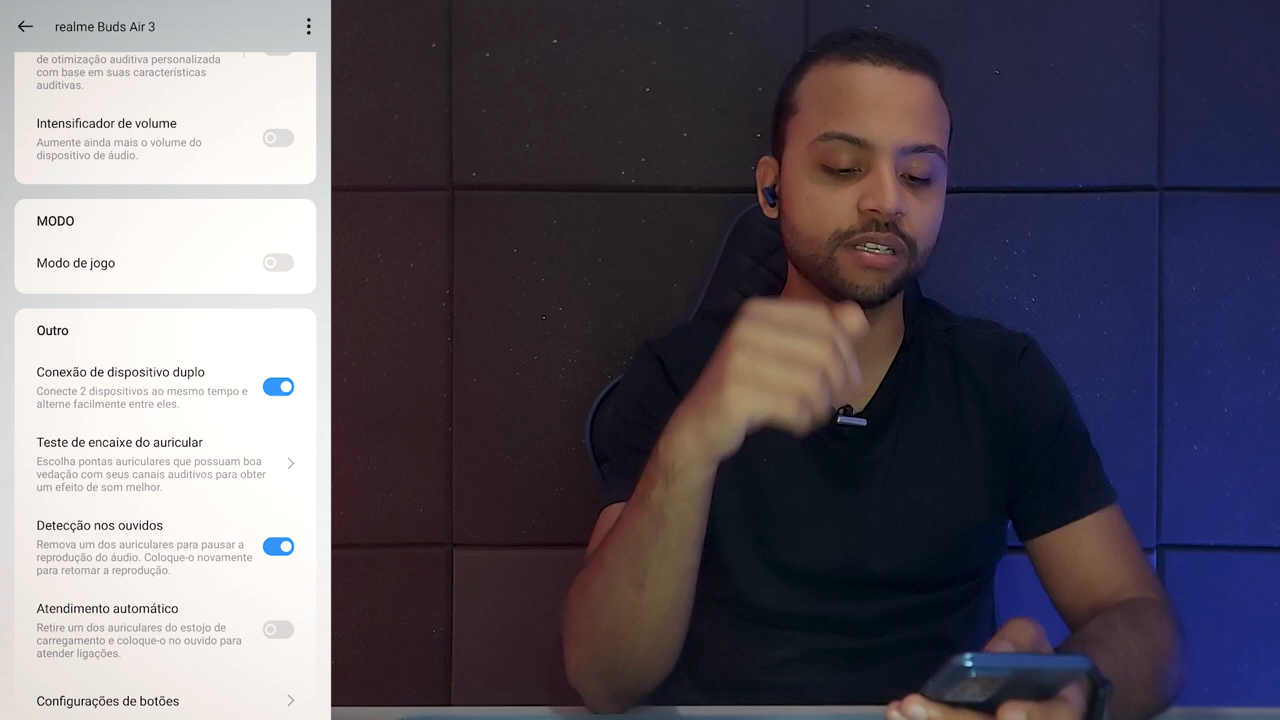 realme Buds Air 3
de otimização auditiva personalizada
com base em suas características
auditivas.
Intensificador de volume
Aumente ainda mais o volume do
dispositivo de áudio.
MODO
Modo de jogo
Outro
Conexão de dispositivo duplo
Conecte 2 dispositivos ao mesmo tempo e
alterne facilmente entre eles.
Teste de encaixe do auricular
Escolha pontas auriculares que possuam boa
vedação com seus canais auditivos para obter
um efeito de som melhor.
Detecção nos ouvidos
Remova um dos auriculares para pausar a
reprodução do áudio. Coloque-o novamente
para retomar a reprodução.
Atendimento automático
Retire um dos auriculares do estojo de
carregamento e coloque-o no ouvido para
atender ligações.
Configurações de botões